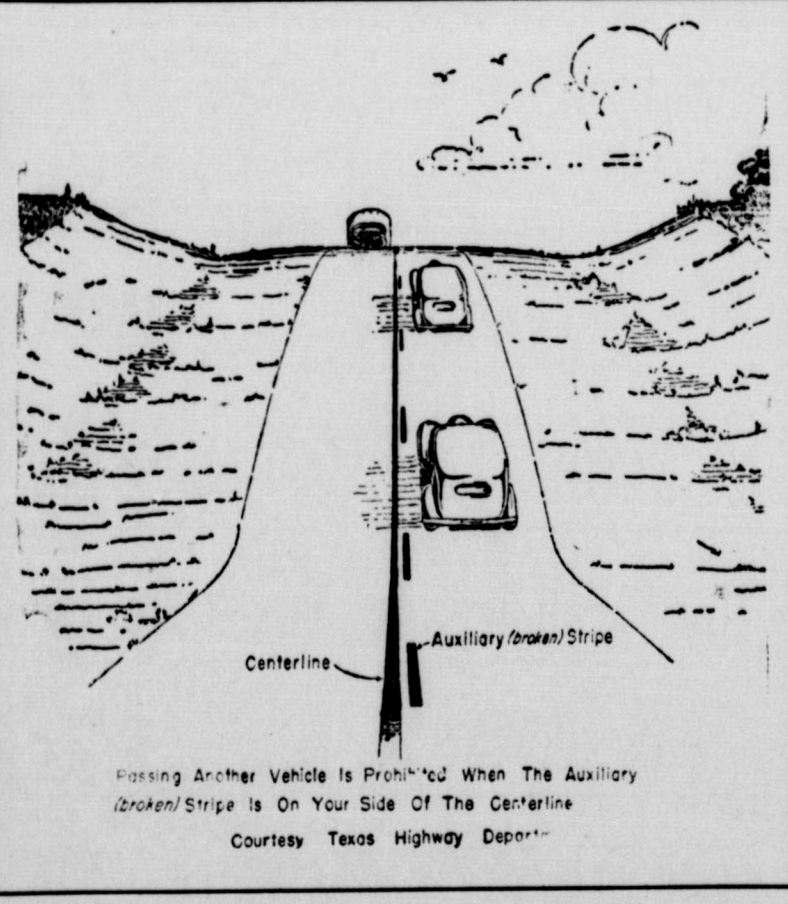 Auxiliary (broken) Stripe
Centerline
Passing Another Vehicle Is Prohibited When The Auxiliary
(broken) Stripe Is On Your Side Of The Centerline
Courtesy Texas Highway